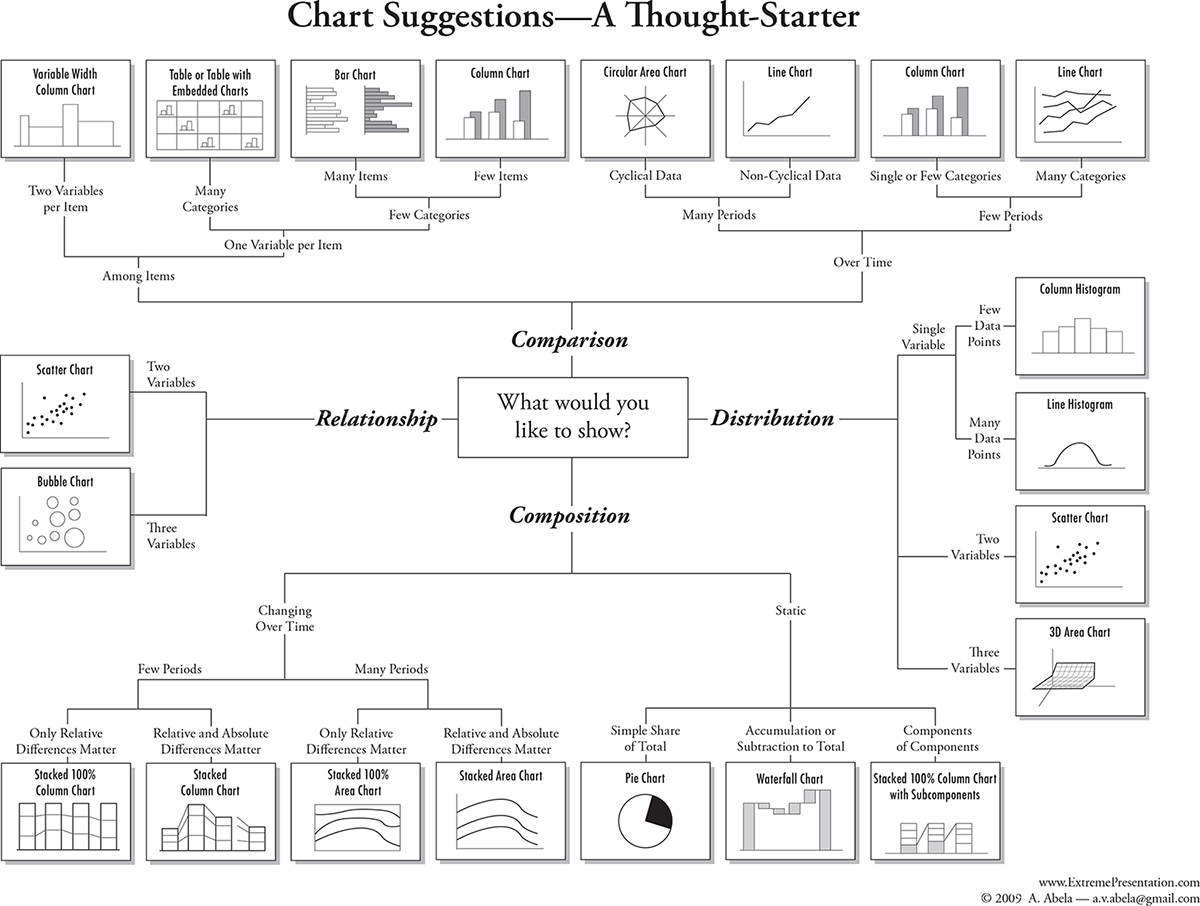 Chart Suggestions—A Thought-Starter
Variable Width
Column Chart
Table or Table with
Embedded Charts
Bar Chart
Column Chart
Circular Area Chart
Line Chart
Column Chart
Line Chart
Two Variables
per Item
Many
Categories
Many Items
Few Items
Cyclical Data
Non-Cyclical Data
Single or Few Categories
Many Categories
Few Categories
Many Periods
Few Periods
One Variable per Item
Among Items
Over Time
Comparison
What would you
like to show?
Relationship
Two
Variables
Scatter Chart
Bubble Chart
Three
Variables
Distribution
Single
Variable
Few
Data
Points
Column Histogram
Many
Data
Points
Line Histogram
Two
Variables
Scatter Chart
Three
Variables
3D Area Chart
Composition
Changing
Over Time
Static
Few Periods
Many Periods
Only Relative
Differences Matter
Relative and Absolute
Differences Matter
Only Relative
Differences Matter
Relative and Absolute
Differences Matter
Simple Share
of Total
Accumulation or
Subtraction to Total
Components
of Components
Stacked 100%
Column Chart
Stacked
Column Chart
Stacked 100%
Area Chart
Stacked Area Chart
Pie Chart
Waterfall Chart
Stacked 100% Column Chart
with Subcomponents
www.ExtremePresentation.com
© 2009 A. Abela — a.v.abela@gmail.com